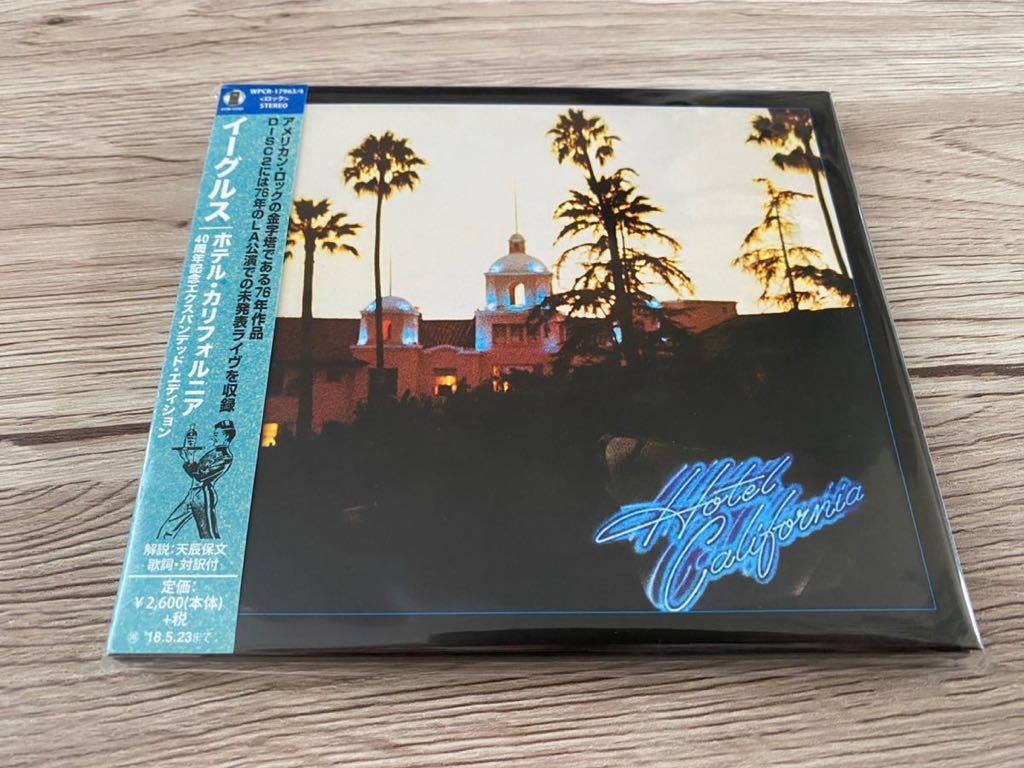 WPCR-17963/4
<ロック>
STEREO
アメリカン・ロックの金字塔である'76年作品
DISC2には'76年のLA公演での未発表ライヴを収録
イーグルス
ホテル・カリフォルニア
40周年記念エクスパンデッド・エディション
解説:天辰保文
歌詞・対訳付
定価:
¥2,600(本体)
+税
'18.5.23まで
Hotel
California